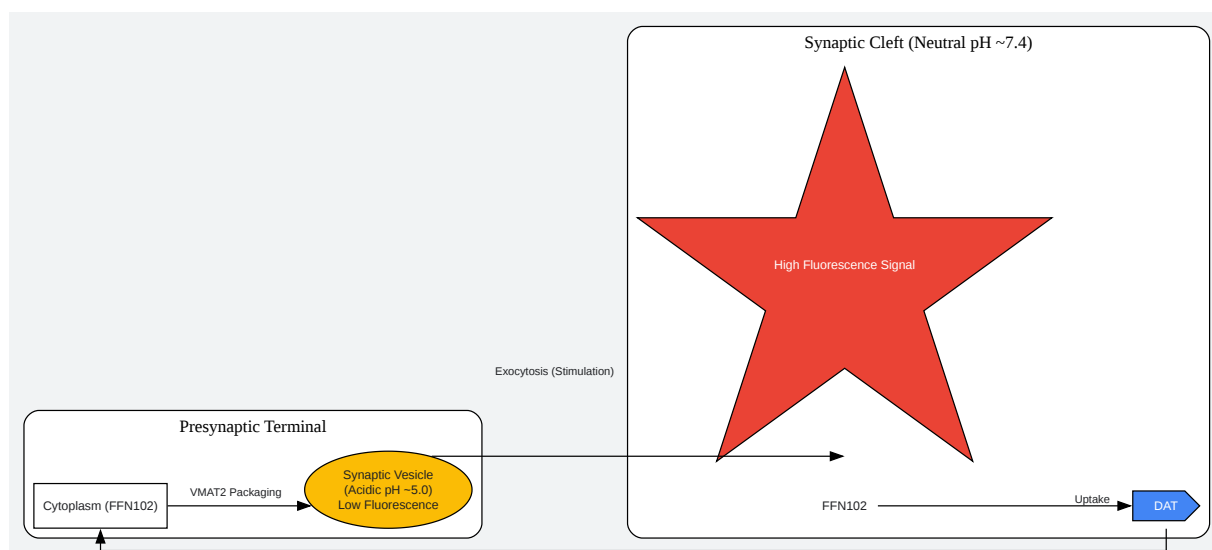 Synaptic Cleft (Neutral pH ~7.4)
High Fluorescence Signal
Exocytosis (Stimulation)
Presynaptic Terminal
Cytoplasm (FFN102)
VMAT2 Packaging
Synaptic Vesicle
(Acidic pH ~5.0)
Low Fluorescence
FFN102
Uptake
DAT